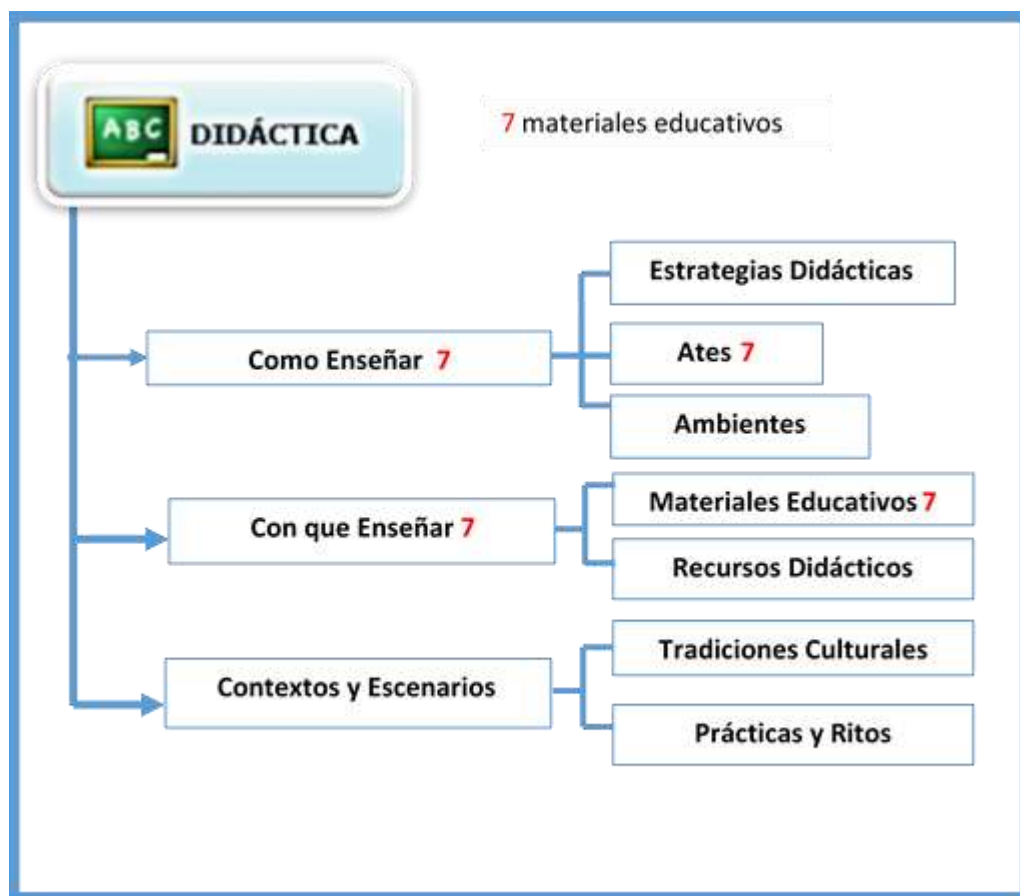 ABC DIDÁCTICA
7 materiales educativos
Estrategias Didácticas
Como Enseñar 7
Ates 7
Ambientes
Materiales Educativos 7
Con que Enseñar 7
Recursos Didácticos
Tradiciones Culturales
Contextos y Escenarios
Prácticas y Ritos